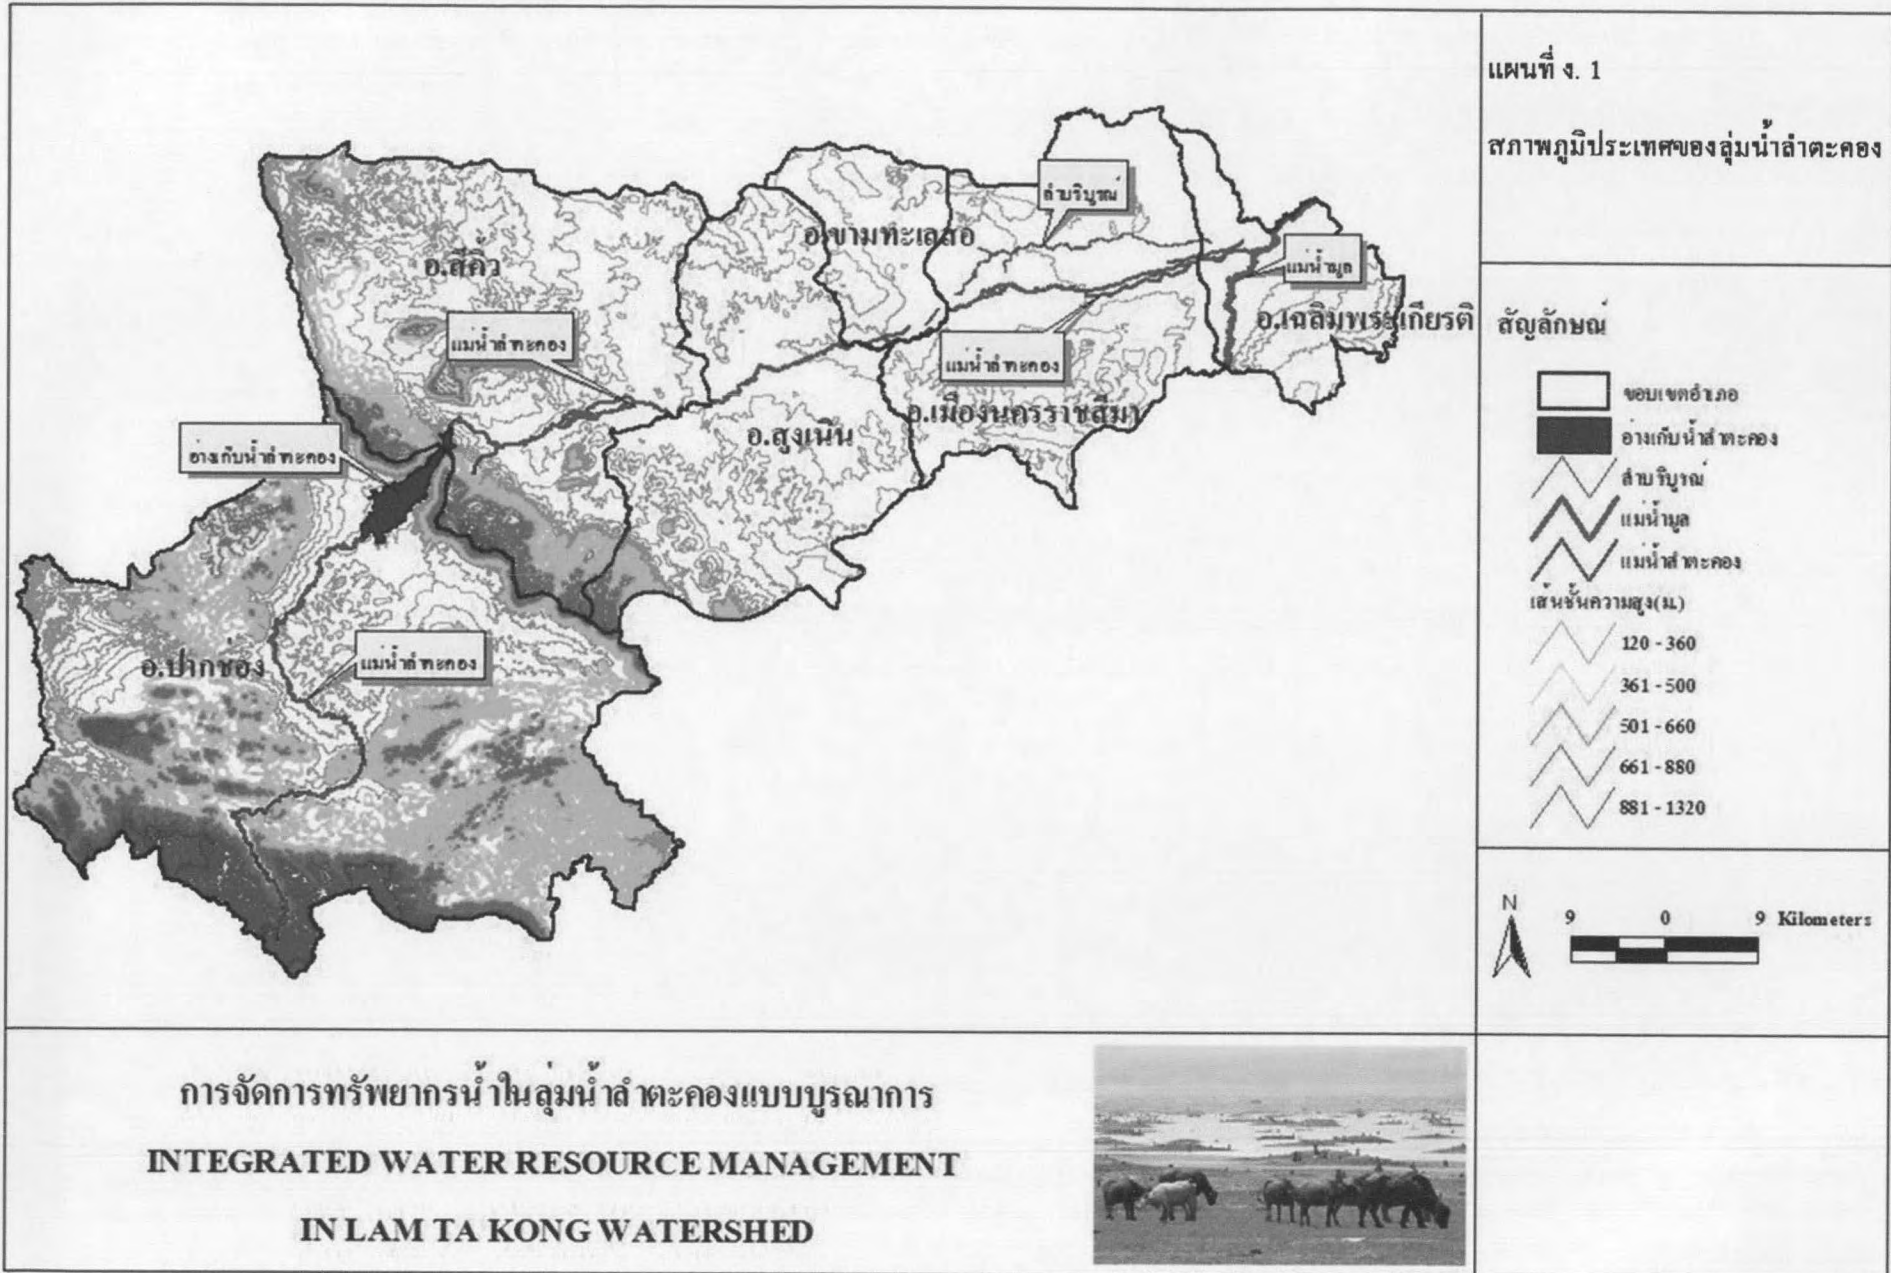 แผนที่ ง. 1
สภาพภูมิประเทศของลุ่มน้ำลำตะคอง
ลำบริบูรณ์
อ.ขามทะเลสอ
อ.สีคิ้ว
แม่น้ำมูล
อ.เฉลิมพระเกียรติ
แม่น้ำลำตะคอง
แม่น้ำลำตะคอง
อ.เมืองนครราชสีมา
อ.สูงเนิน
อ่างเก็บน้ำลำตะคอง
อ.ปากช่อง
แม่น้ำลำตะคอง
สัญลักษณ์
ขอบเขตอำเภอ
อ่างเก็บน้ำลำตะคอง
ลำบริบูรณ์
แม่น้ำมูล
แม่น้ำลำตะคอง
เส้นชั้นความสูง(ม.)
120 - 360
361 - 500
501 - 660
661 - 880
881 - 1320
N
9 0 9 Kilometers
การจัดการทรัพยากรน้ำในลุ่มน้ำลำตะคองแบบบูรณาการ
INTEGRATED WATER RESOURCE MANAGEMENT
IN LAM TA KONG WATERSHED